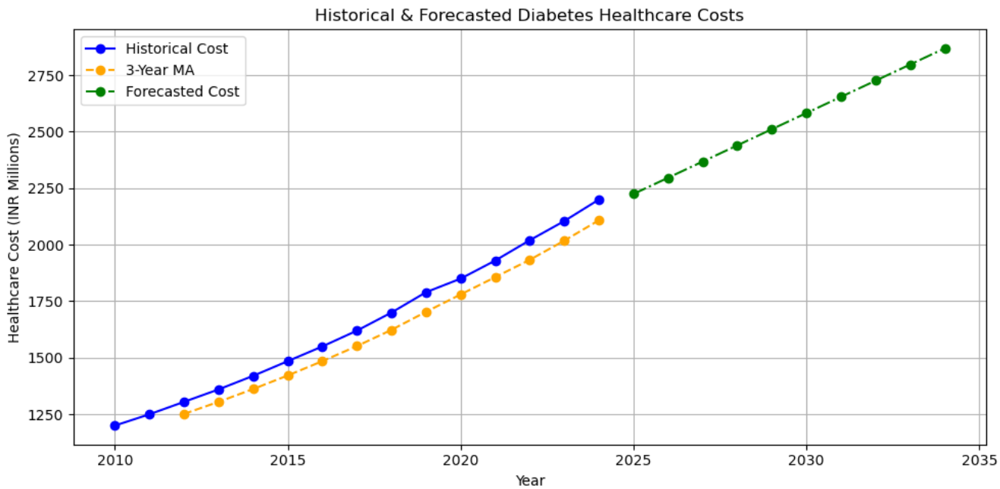 Historical & Forecasted Diabetes Healthcare Costs
Historical Cost
3-Year MA
Forecasted Cost
Healthcare Cost (INR Millions)
2750
2500
2250
2000
1750
1500
1250
2010 2015 2020 2025 2030 2035
Year